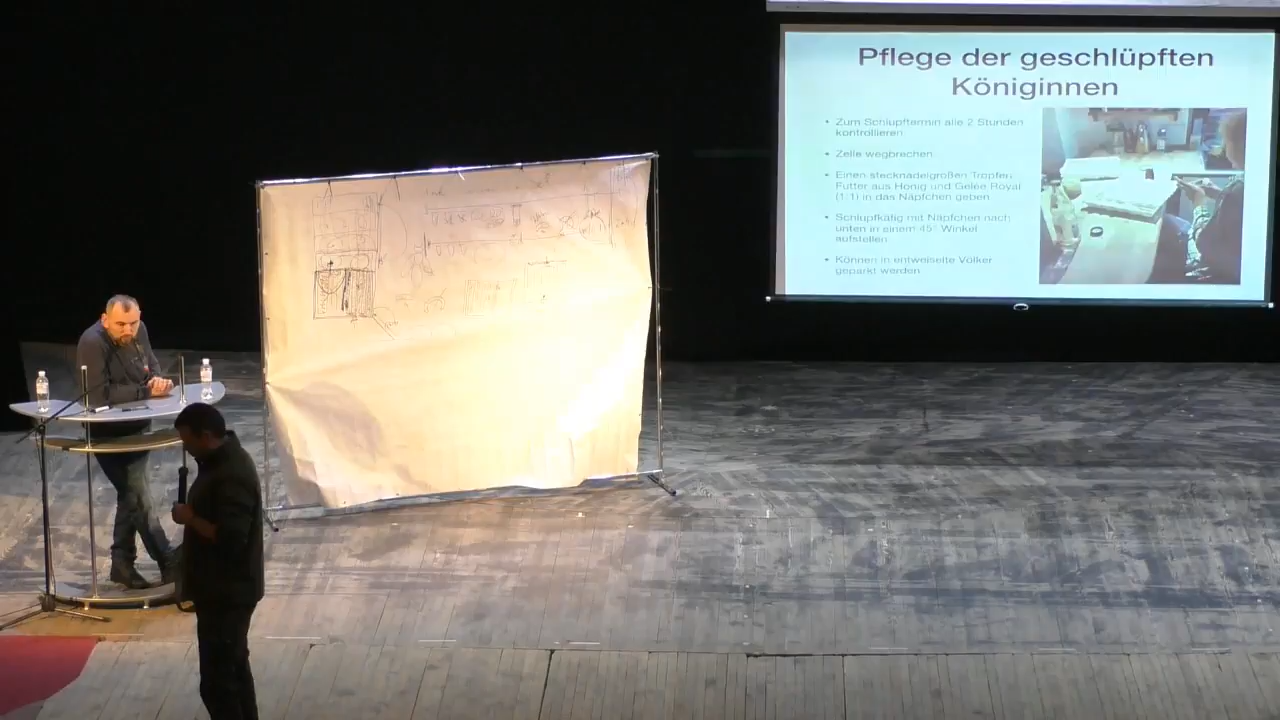 Pflege der geschlüpften
Königinnen
• Zum Schlupftermin alle 2 Stunden
kontrollieren
• Zelle wegbrechen
• Einen stecknadelgroßen Tropfen
Futter aus Honig und Gelée Royal
(1:1) in das Näpfchen geben
• Schlupfkäfig mit Näpfchen nach
unten in einem 45° Winkel
aufstellen
• Können in entweiselte Völker
geparkt werden